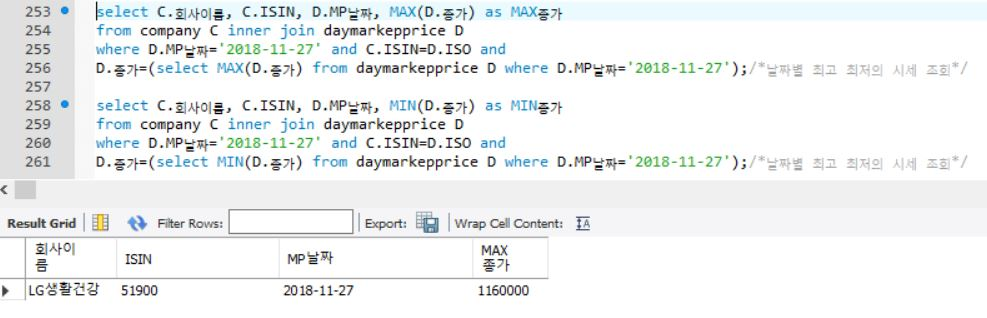 253 select C.회사이름, C.ISIN, D.MP날짜, MAX(D.종가) as MAX종가
254 from company C inner join daymarkepprice D
255 where D.MP날짜='2018-11-27' and C.ISIN=D.ISO and
256 D.종가=(select MAX(D.종가) from daymarkepprice D where D.MP날짜='2018-11-27');/*날짜별 최고 최저의 시세 조회*/
257
258 select C.회사이름, C.ISIN, D.MP날짜, MIN(D.종가) as MIN종가
259 from company C inner join daymarkepprice D
260 where D.MP날짜='2018-11-27' and C.ISIN=D.ISO and
261 D.종가=(select MIN(D.종가) from daymarkepprice D where D.MP날짜='2018-11-27');/*날짜별 최고 최저의 시세 조회*/
Result Grid Filter Rows: Export: Wrap Cell Content: IA
회사이름 ISIN MP날짜 MAX종가
LG생활건강 51900 2018-11-27 1160000